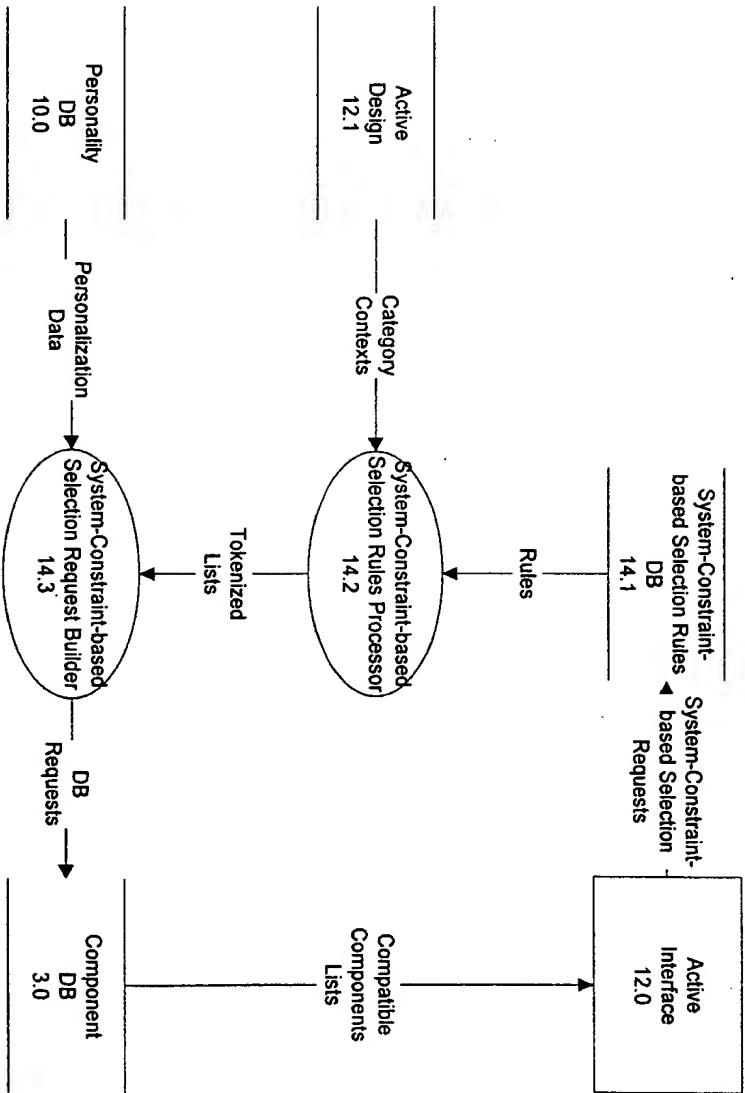 System-Constraint-
based Selection Rules
DB
14.1
System-Constraint-
based Selection
Requests
Active
Interface
12.0
Rules
Active
Design
12.1
Category
Contexts
System-Constraint-based
Selection Rules Processor
14.2
Compatible
Components
Lists
Tokenized
Lists
Personality
DB
10.0
Personalization
Data
System-Constraint-based
Selection Request Builder
14.3
DB
Requests
Component
DB
3.0